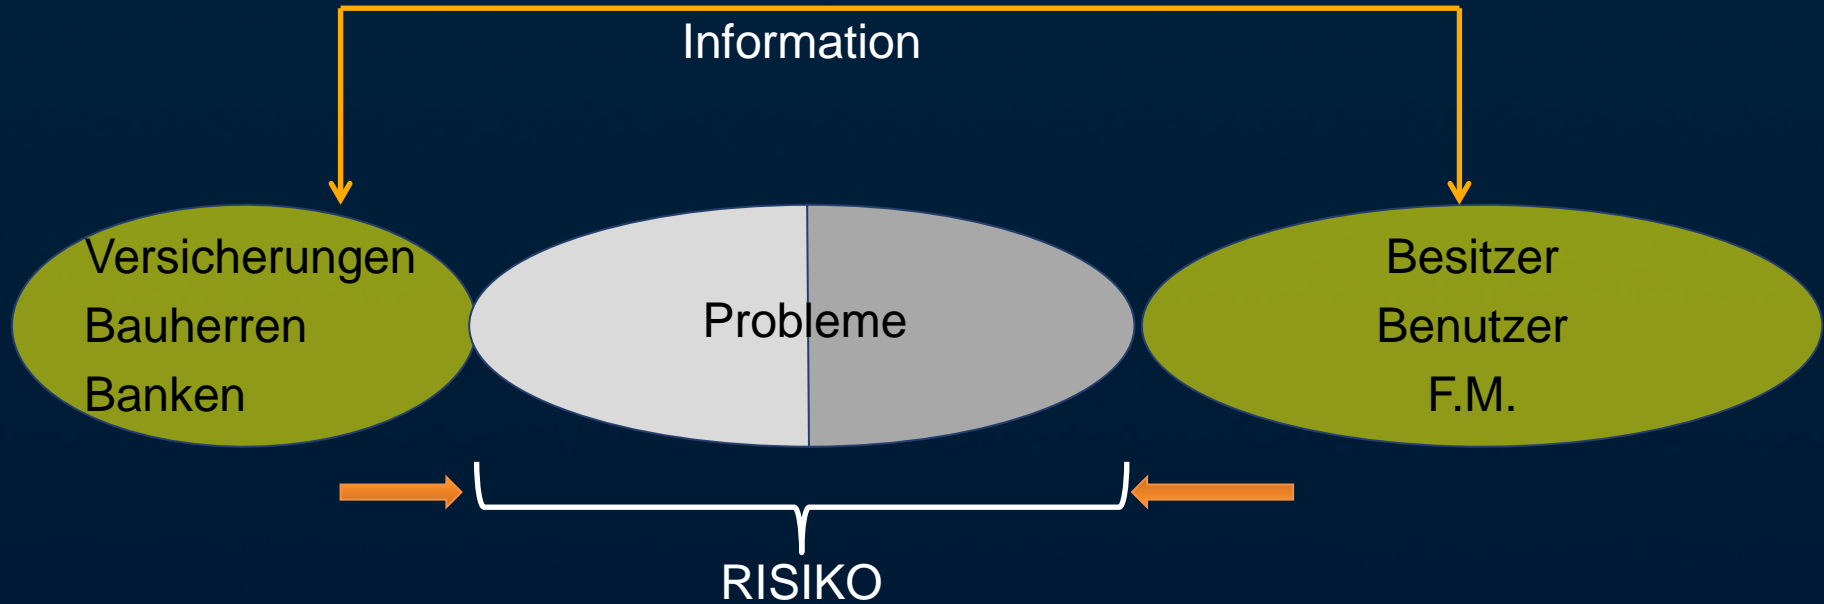 Information
Versicherungen
Bauherren
Banken
Probleme
Besitzer
Benutzer
F.M.
RISIKO